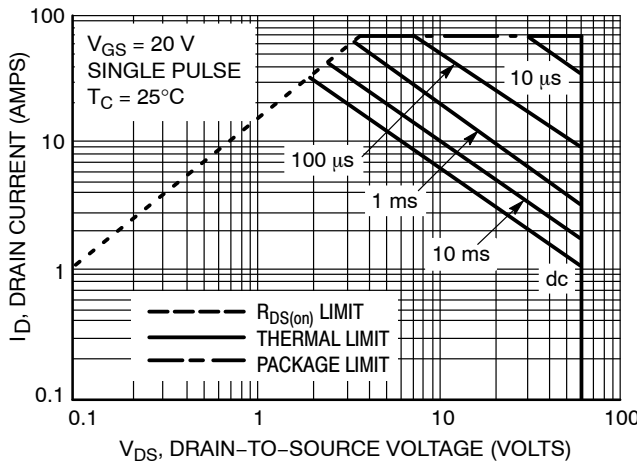 100
10
1
0.1
I_D, DRAIN CURRENT (AMPS)
V_GS = 20 V
SINGLE PULSE
T_C = 25°C
10 µs
100 µs
1 ms
10 ms
dc
R_DS(on) LIMIT
THERMAL LIMIT
PACKAGE LIMIT
0.1 1 10 100
V_DS, DRAIN−TO−SOURCE VOLTAGE (VOLTS)